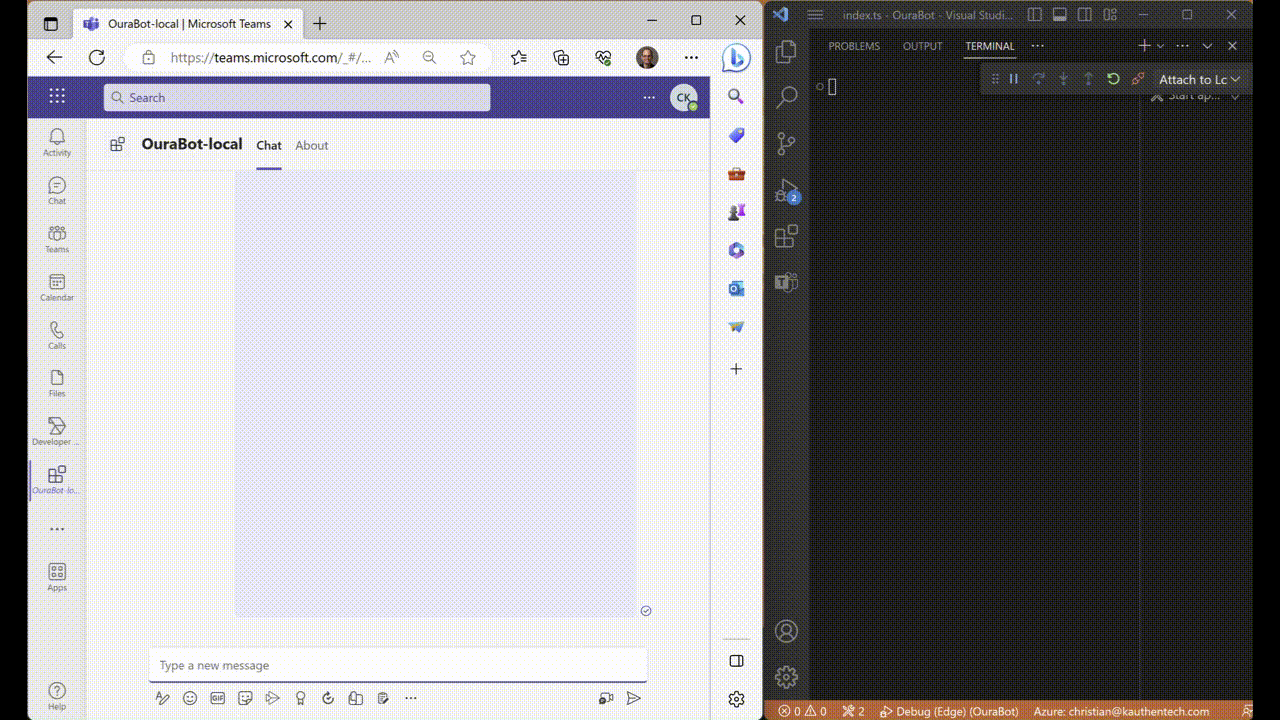 OuraBot-local | Microsoft Teams
https://teams.microsoft.com/_#/...
Search
CK
Activity
Chat
Teams
Calendar
Calls
Files
Developer ...
OuraBot-lo...
Apps
Help
OuraBot-local
Chat
About
Type a new message
GIF
index.ts - OuraBot - Visual Studi...
PROBLEMS
OUTPUT
TERMINAL
Attach to Lc
Start ap...
2
0 0
2
Debug (Edge) (OuraBot)
Azure: christian@kauthentech.com